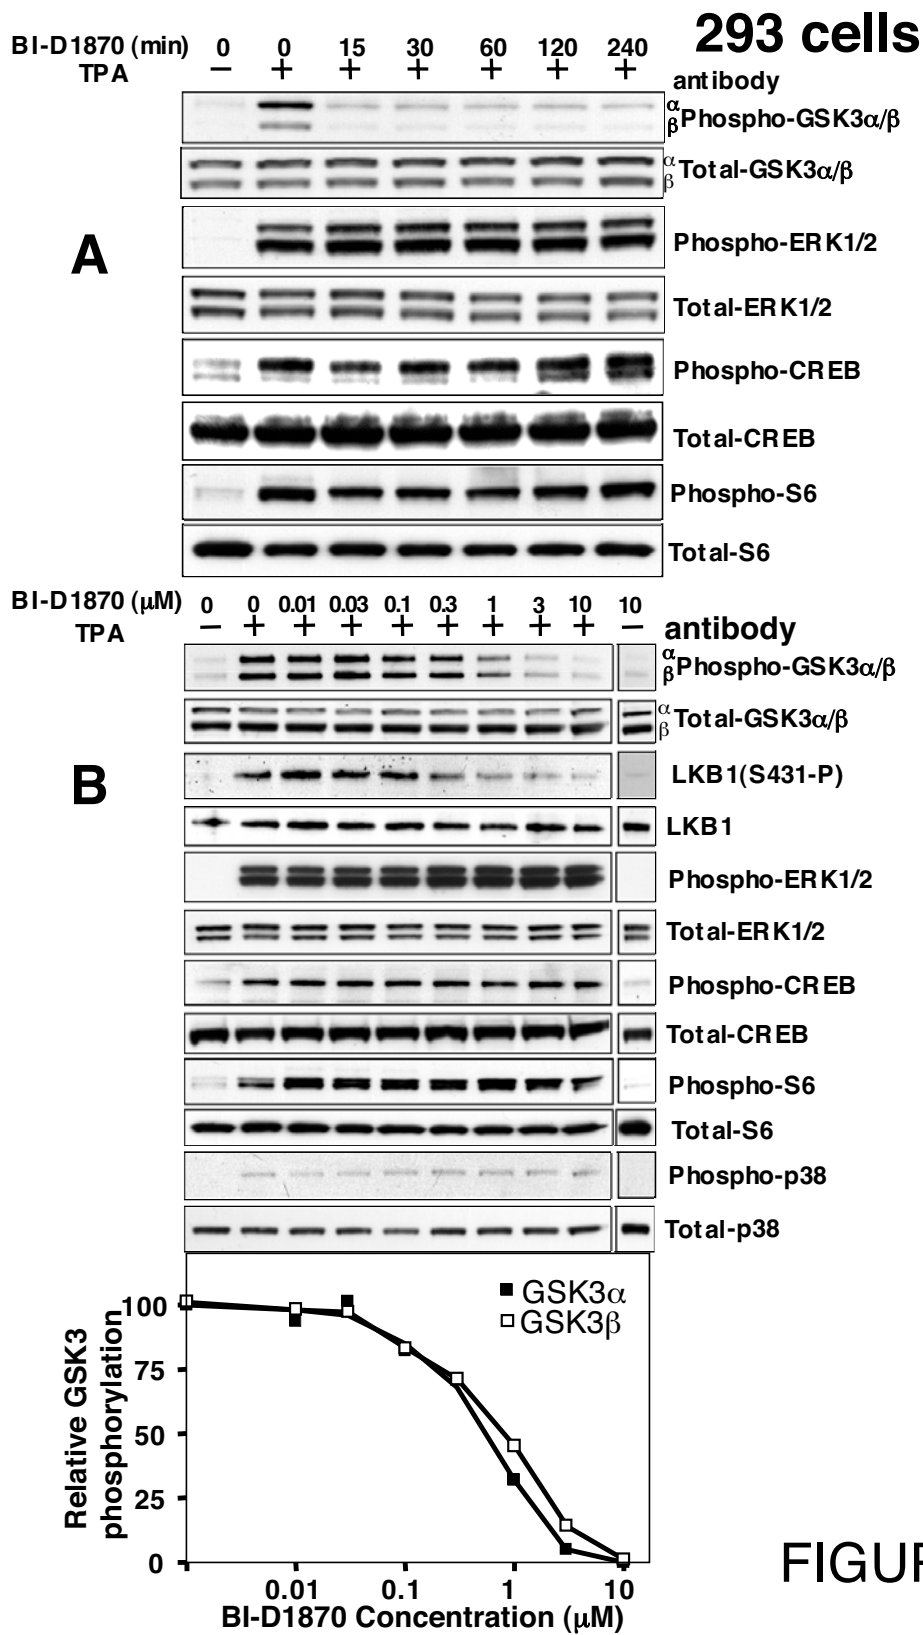 293 cells
BI-D1870 (min) 0 0 15 30 60 120 240
TPA − + + + + + +
antibody
α
β Phospho-GSK3α/β
α
β Total-GSK3α/β
A
Phospho-ERK1/2
Total-ERK1/2
Phospho-CREB
Total-CREB
Phospho-S6
Total-S6
BI-D1870 (μM) 0 0 0.01 0.03 0.1 0.3 1 3 10 10
TPA − + + + + + + + + −
antibody
α
β Phospho-GSK3α/β
α
β Total-GSK3α/β
B
LKB1(S431-P)
LKB1
Phospho-ERK1/2
Total-ERK1/2
Phospho-CREB
Total-CREB
Phospho-S6
Total-S6
Phospho-p38
Total-p38
GSK3α
GSK3β
Relative GSK3
phosphorylation
100
75
50
25
0
0.01 0.1 1 10
BI-D1870 Concentration (μM)
FIGUR